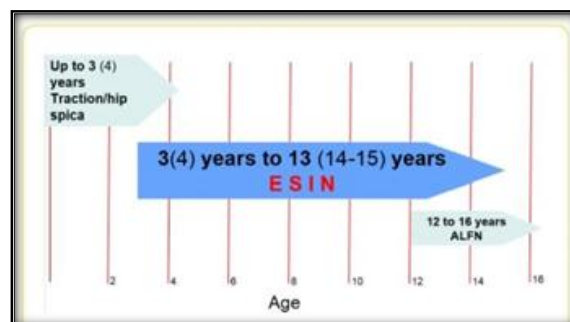 Up to 3 (4)
years
Traction/hip
spica
3(4) years to 13 (14-15) years
E S I N
12 to 16 years
ALFN
2 4 6 8 10 12 14 16
Age